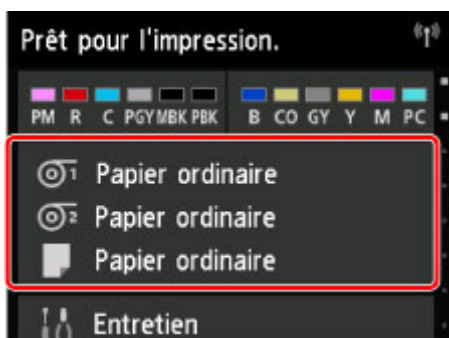 Prêt pour l'impression.
PM R C PGY MBK PBK B CO GY Y M PC
1 Papier ordinaire
2 Papier ordinaire
Papier ordinaire
Entretien